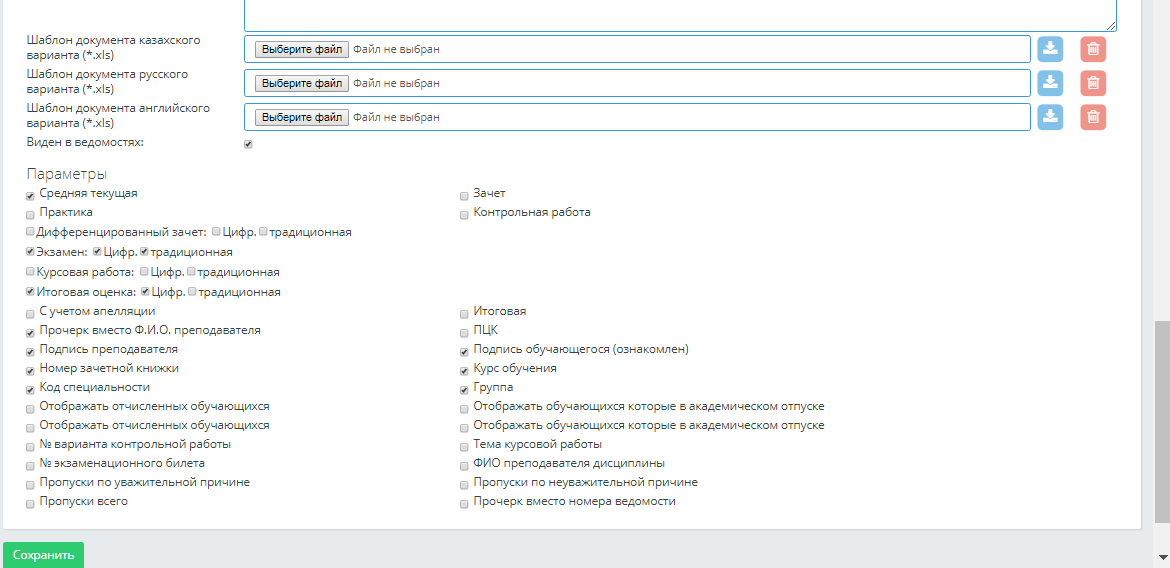 Шаблон документа казахского
варианта (*.xls)
Выберите файл Файл не выбран
Шаблон документа русского
варианта (*.xls)
Выберите файл Файл не выбран
Шаблон документа английского
варианта (*.xls)
Выберите файл Файл не выбран
Виден в ведомостях:
Параметры
Средняя текущая Зачет
Практика Контрольная работа
Дифференцированный зачет: Цифр. традиционная
Экзамен: Цифр. традиционная
Курсовая работа: Цифр. традиционная
Итоговая оценка: Цифр. традиционная
С учетом апелляции Итоговая
Прочерк вместо Ф.И.О. преподавателя ПЦК
Подпись преподавателя Подпись обучающегося (ознакомлен)
Номер зачетной книжки Курс обучения
Код специальности Группа
Отображать отчисленных обучающихся Отображать обучающихся которые в академическом отпуске
Отображать отчисленных обучающихся Отображать обучающихся которые в академическом отпуске
№ варианта контрольной работы Тема курсовой работы
№ экзаменационного билета ФИО преподавателя дисциплины
Пропуски по уважительной причине Пропуски по неуважительной причине
Пропуски всего Прочерк вместо номера ведомости
Сохранить